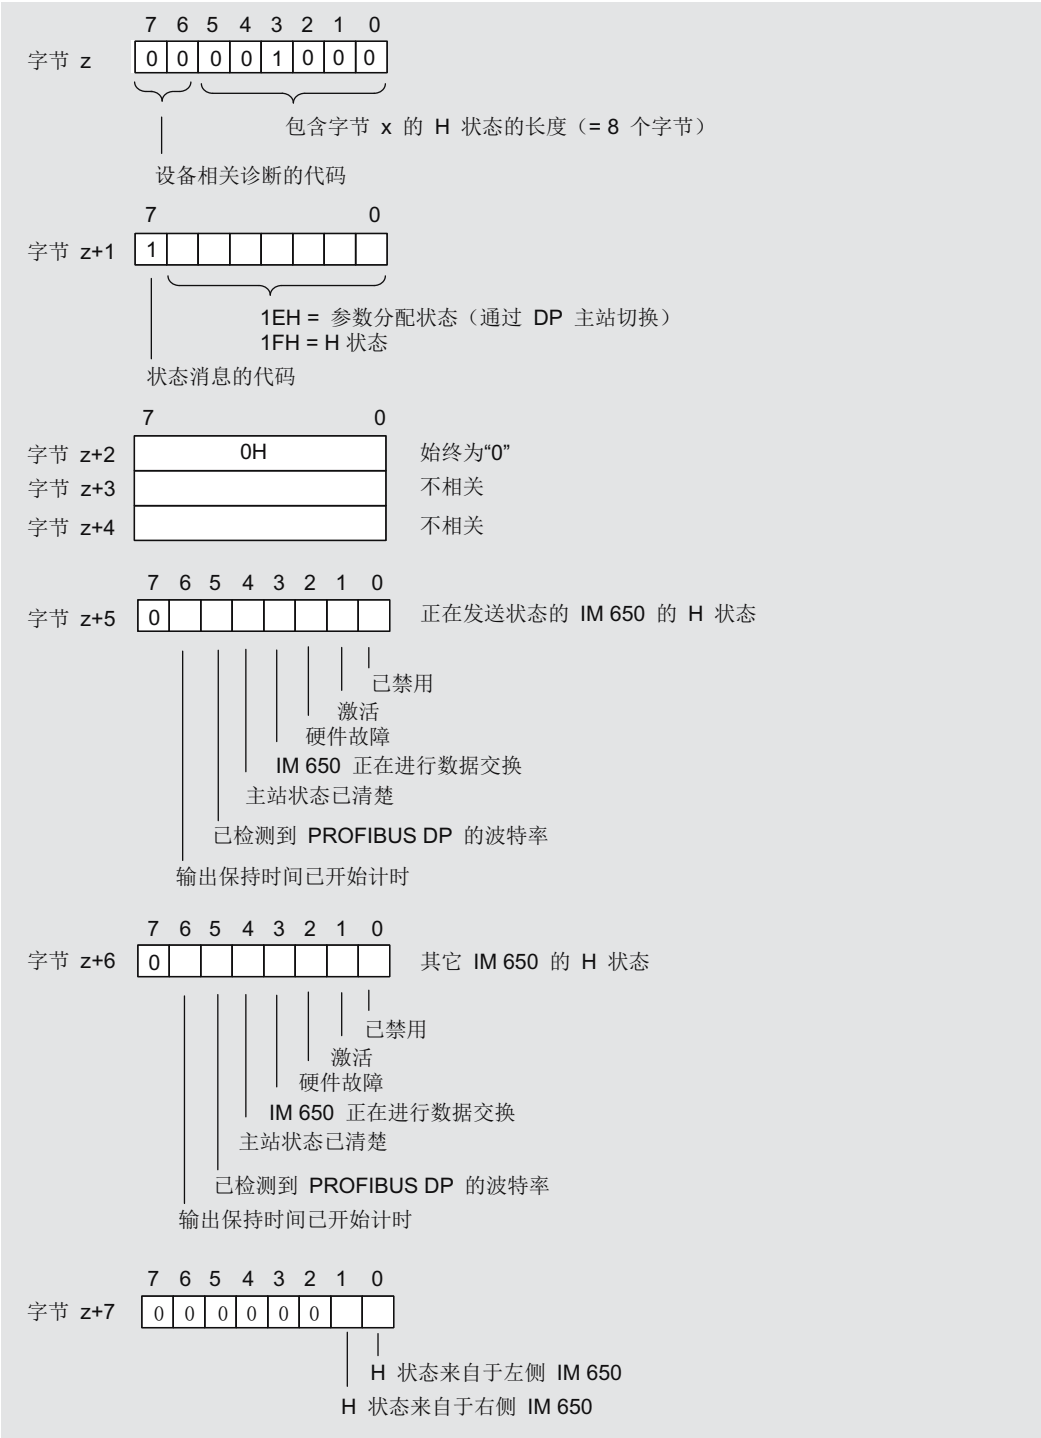 7 6 5 4 3 2 1 0
字节 z 0 0 0 0 1 0 0 0
包含字节 x 的 H 状态的长度（= 8 个字节）
设备相关诊断的代码
7 0
字节 z+1 1
1EH = 参数分配状态（通过 DP 主站切换）
1FH = H 状态
状态消息的代码
7 0
字节 z+2 0H 始终为“0”
字节 z+3 不相关
字节 z+4 不相关
7 6 5 4 3 2 1 0
字节 z+5 0 正在发送状态的 IM 650 的 H 状态
已禁用
激活
硬件故障
IM 650 正在进行数据交换
主站状态已清楚
已检测到 PROFIBUS DP 的波特率
输出保持时间已开始计时
7 6 5 4 3 2 1 0
字节 z+6 0 其它 IM 650 的 H 状态
已禁用
激活
硬件故障
IM 650 正在进行数据交换
主站状态已清楚
已检测到 PROFIBUS DP 的波特率
输出保持时间已开始计时
7 6 5 4 3 2 1 0
字节 z+7 0 0 0 0 0 0
H 状态来自于左侧 IM 650
H 状态来自于右侧 IM 650